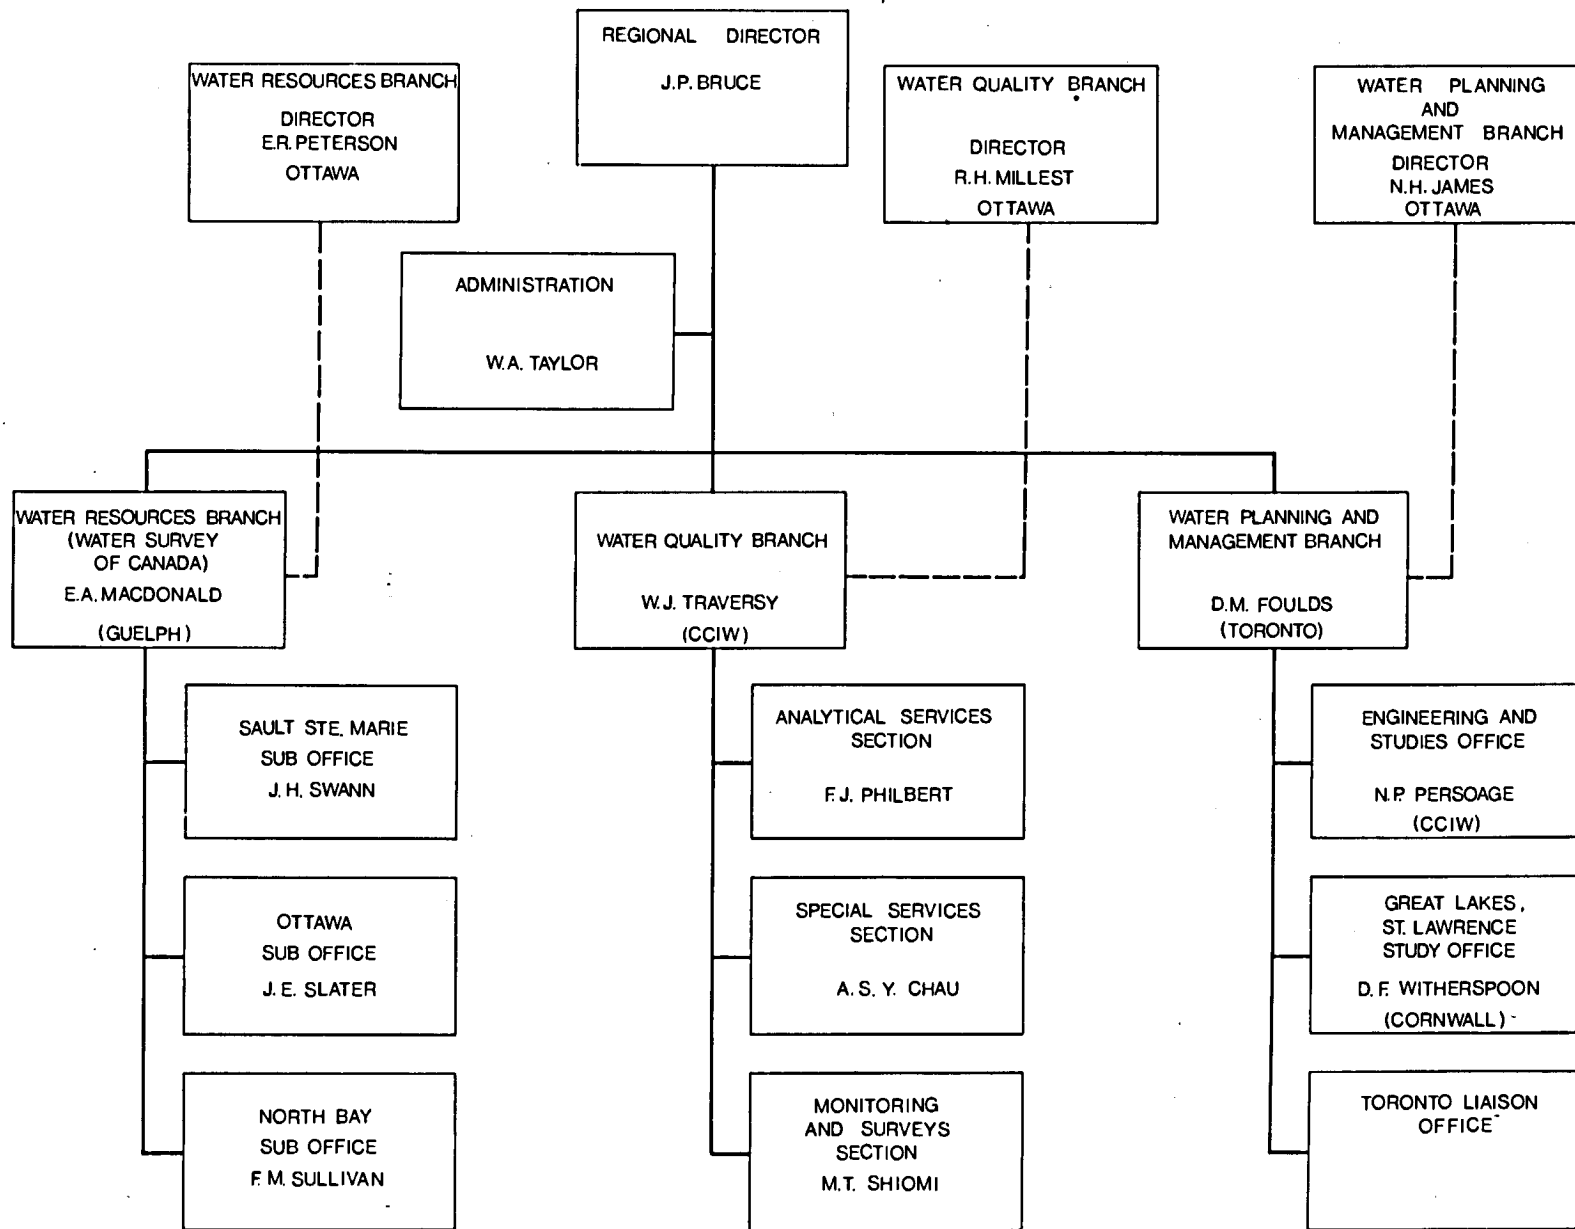 REGIONAL DIRECTOR
J.P. BRUCE
WATER RESOURCES BRANCH
DIRECTOR
E.R. PETERSON
OTTAWA
WATER QUALITY BRANCH
DIRECTOR
R.H. MILLEST
OTTAWA
WATER PLANNING
AND
MANAGEMENT BRANCH
DIRECTOR
N.H. JAMES
OTTAWA
ADMINISTRATION
W.A. TAYLOR
WATER RESOURCES BRANCH
(WATER SURVEY
OF CANADA)
E.A. MACDONALD
(GUELPH)
WATER QUALITY BRANCH
W.J. TRAVERSY
(CCIW)
WATER PLANNING AND
MANAGEMENT BRANCH
D.M. FOULDS
(TORONTO)
SAULT STE. MARIE
SUB OFFICE
J. H. SWANN
OTTAWA
SUB OFFICE
J. E. SLATER
NORTH BAY
SUB OFFICE
F. M. SULLIVAN
ANALYTICAL SERVICES
SECTION
F. J. PHILBERT
SPECIAL SERVICES
SECTION
A. S. Y. CHAU
MONITORING
AND SURVEYS
SECTION
M.T. SHIOMI
ENGINEERING AND
STUDIES OFFICE
N.P. PERSOAGE
(CCIW)
GREAT LAKES,
ST. LAWRENCE
STUDY OFFICE
D. F. WITHERSPOON
(CORNWALL)
TORONTO LIAISON
OFFICE